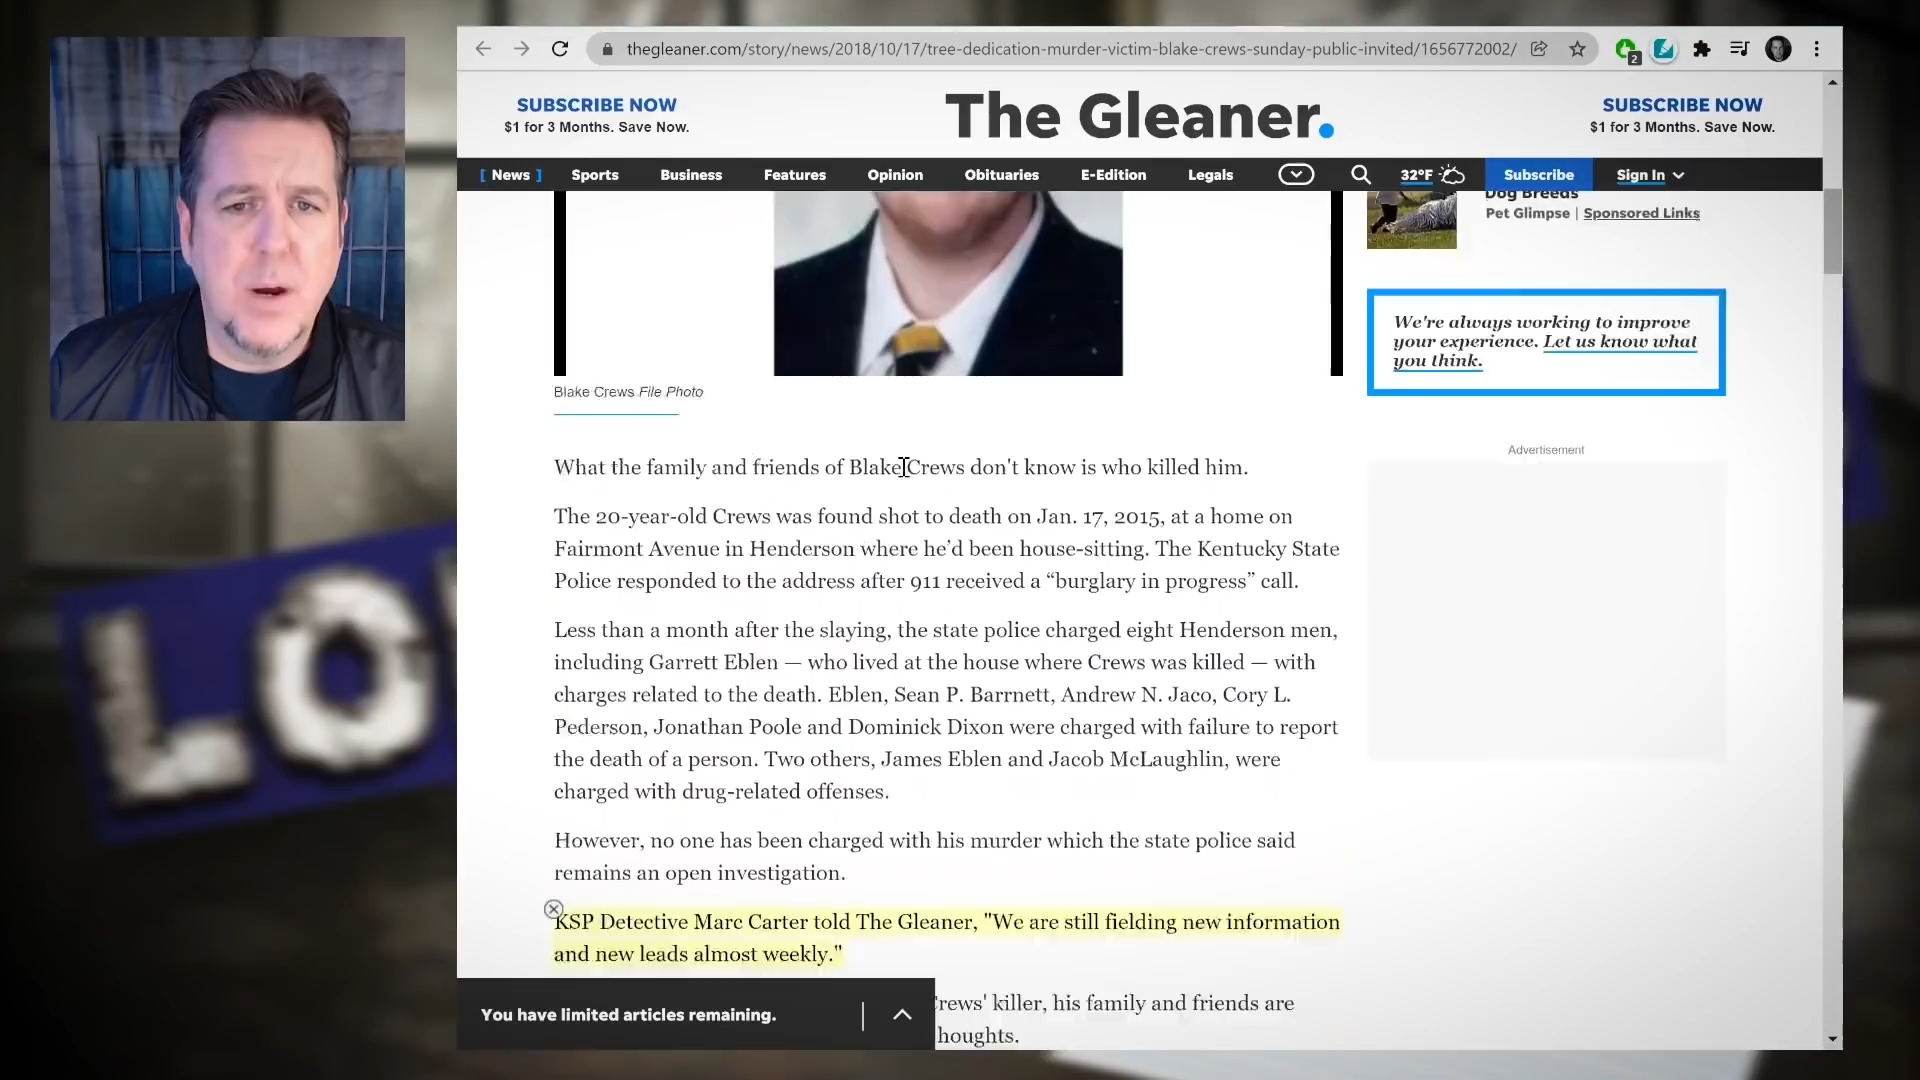 thegleaner.com/story/news/2018/10/17/tree-dedication-murder-victim-blake-crews-sunday-public-invited/1656772002/
2
SUBSCRIBE NOW
$1 for 3 Months. Save Now.
The Gleaner.
SUBSCRIBE NOW
$1 for 3 Months. Save Now.
[ News ] Sports Business Features Opinion Obituaries E-Edition Legals 32°F Subscribe Sign In
Dog Breeds
Pet Glimpse | Sponsored Links
We're always working to improve
your experience. Let us know what
you think.
Blake Crews File Photo
Advertisement
What the family and friends of Blake Crews don't know is who killed him.
The 20-year-old Crews was found shot to death on Jan. 17, 2015, at a home on
Fairmont Avenue in Henderson where he’d been house-sitting. The Kentucky State
Police responded to the address after 911 received a “burglary in progress” call.
Less than a month after the slaying, the state police charged eight Henderson men,
including Garrett Eblen — who lived at the house where Crews was killed — with
charges related to the death. Eblen, Sean P. Barrnett, Andrew N. Jaco, Cory L.
Pederson, Jonathan Poole and Dominick Dixon were charged with failure to report
the death of a person. Two others, James Eblen and Jacob McLaughlin, were
charged with drug-related offenses.
However, no one has been charged with his murder which the state police said
remains an open investigation.
KSP Detective Marc Carter told The Gleaner, "We are still fielding new information
and new leads almost weekly."
Crews' killer, his family and friends are
houghts.
You have limited articles remaining.
LO